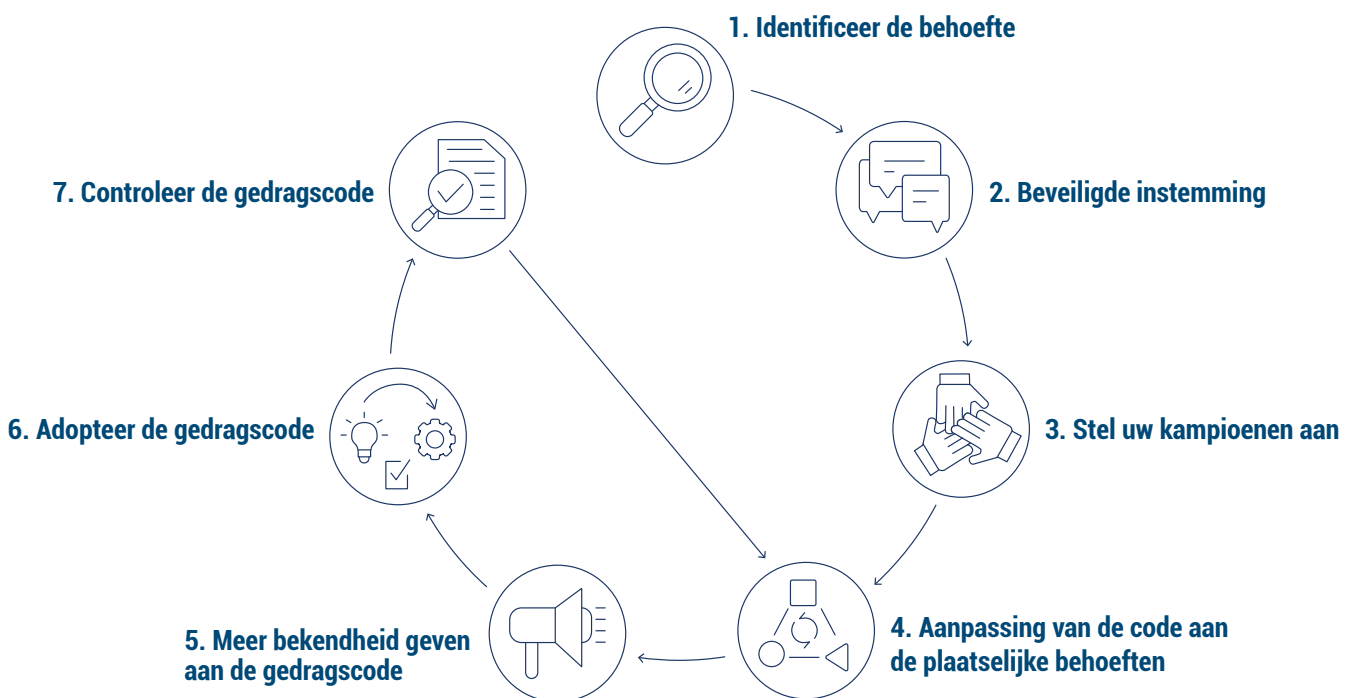 1. Identificeer de behoefte
2. Beveiligde instemming
3. Stel uw kampioenen aan
4. Aanpassing van de code aan
de plaatselijke behoeften
5. Meer bekendheid geven
aan de gedragscode
6. Adopteer de gedragscode
7. Controleer de gedragscode